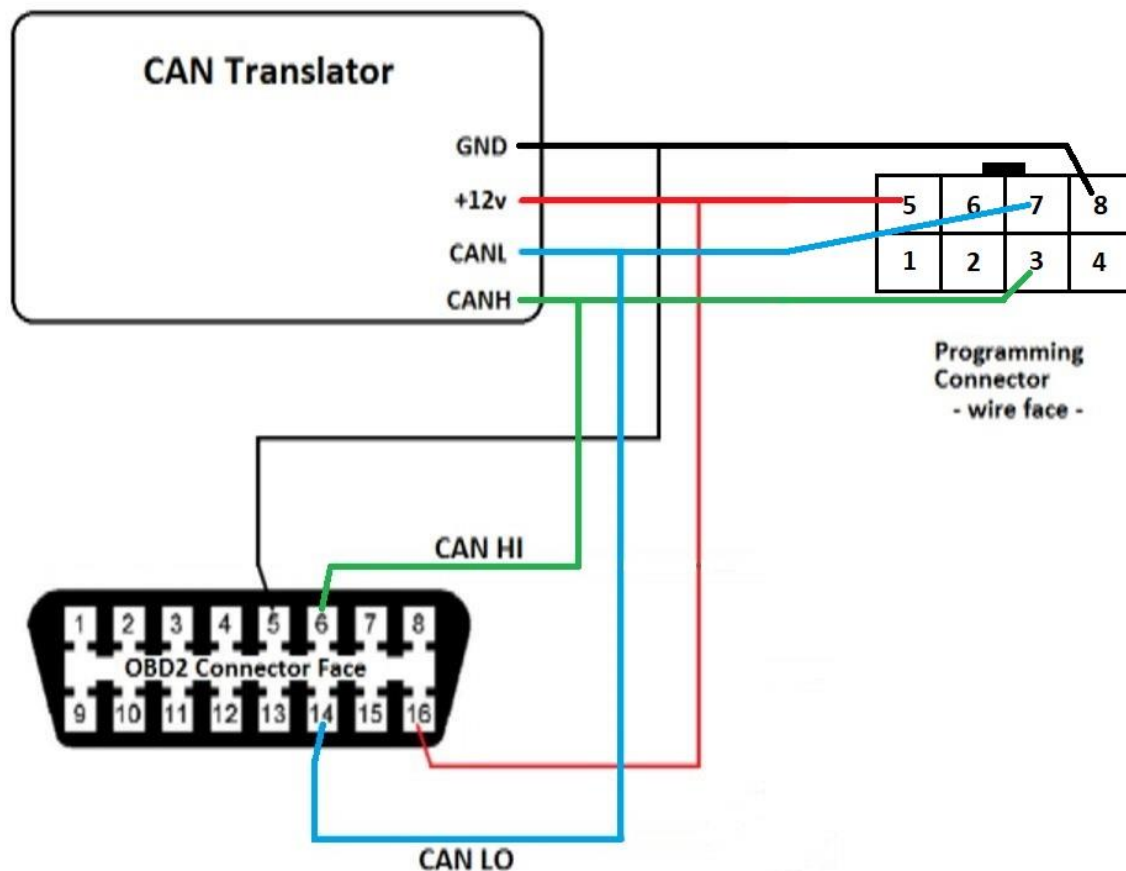 CAN Translator
GND
+12v
CANL
CANH
5 6 7 8
1 2 3 4
Programming
Connector
- wire face -
CAN HI
1 2 3 4 5 6 7 8
OBD2 Connector Face
9 10 11 12 13 14 15 16
CAN LO